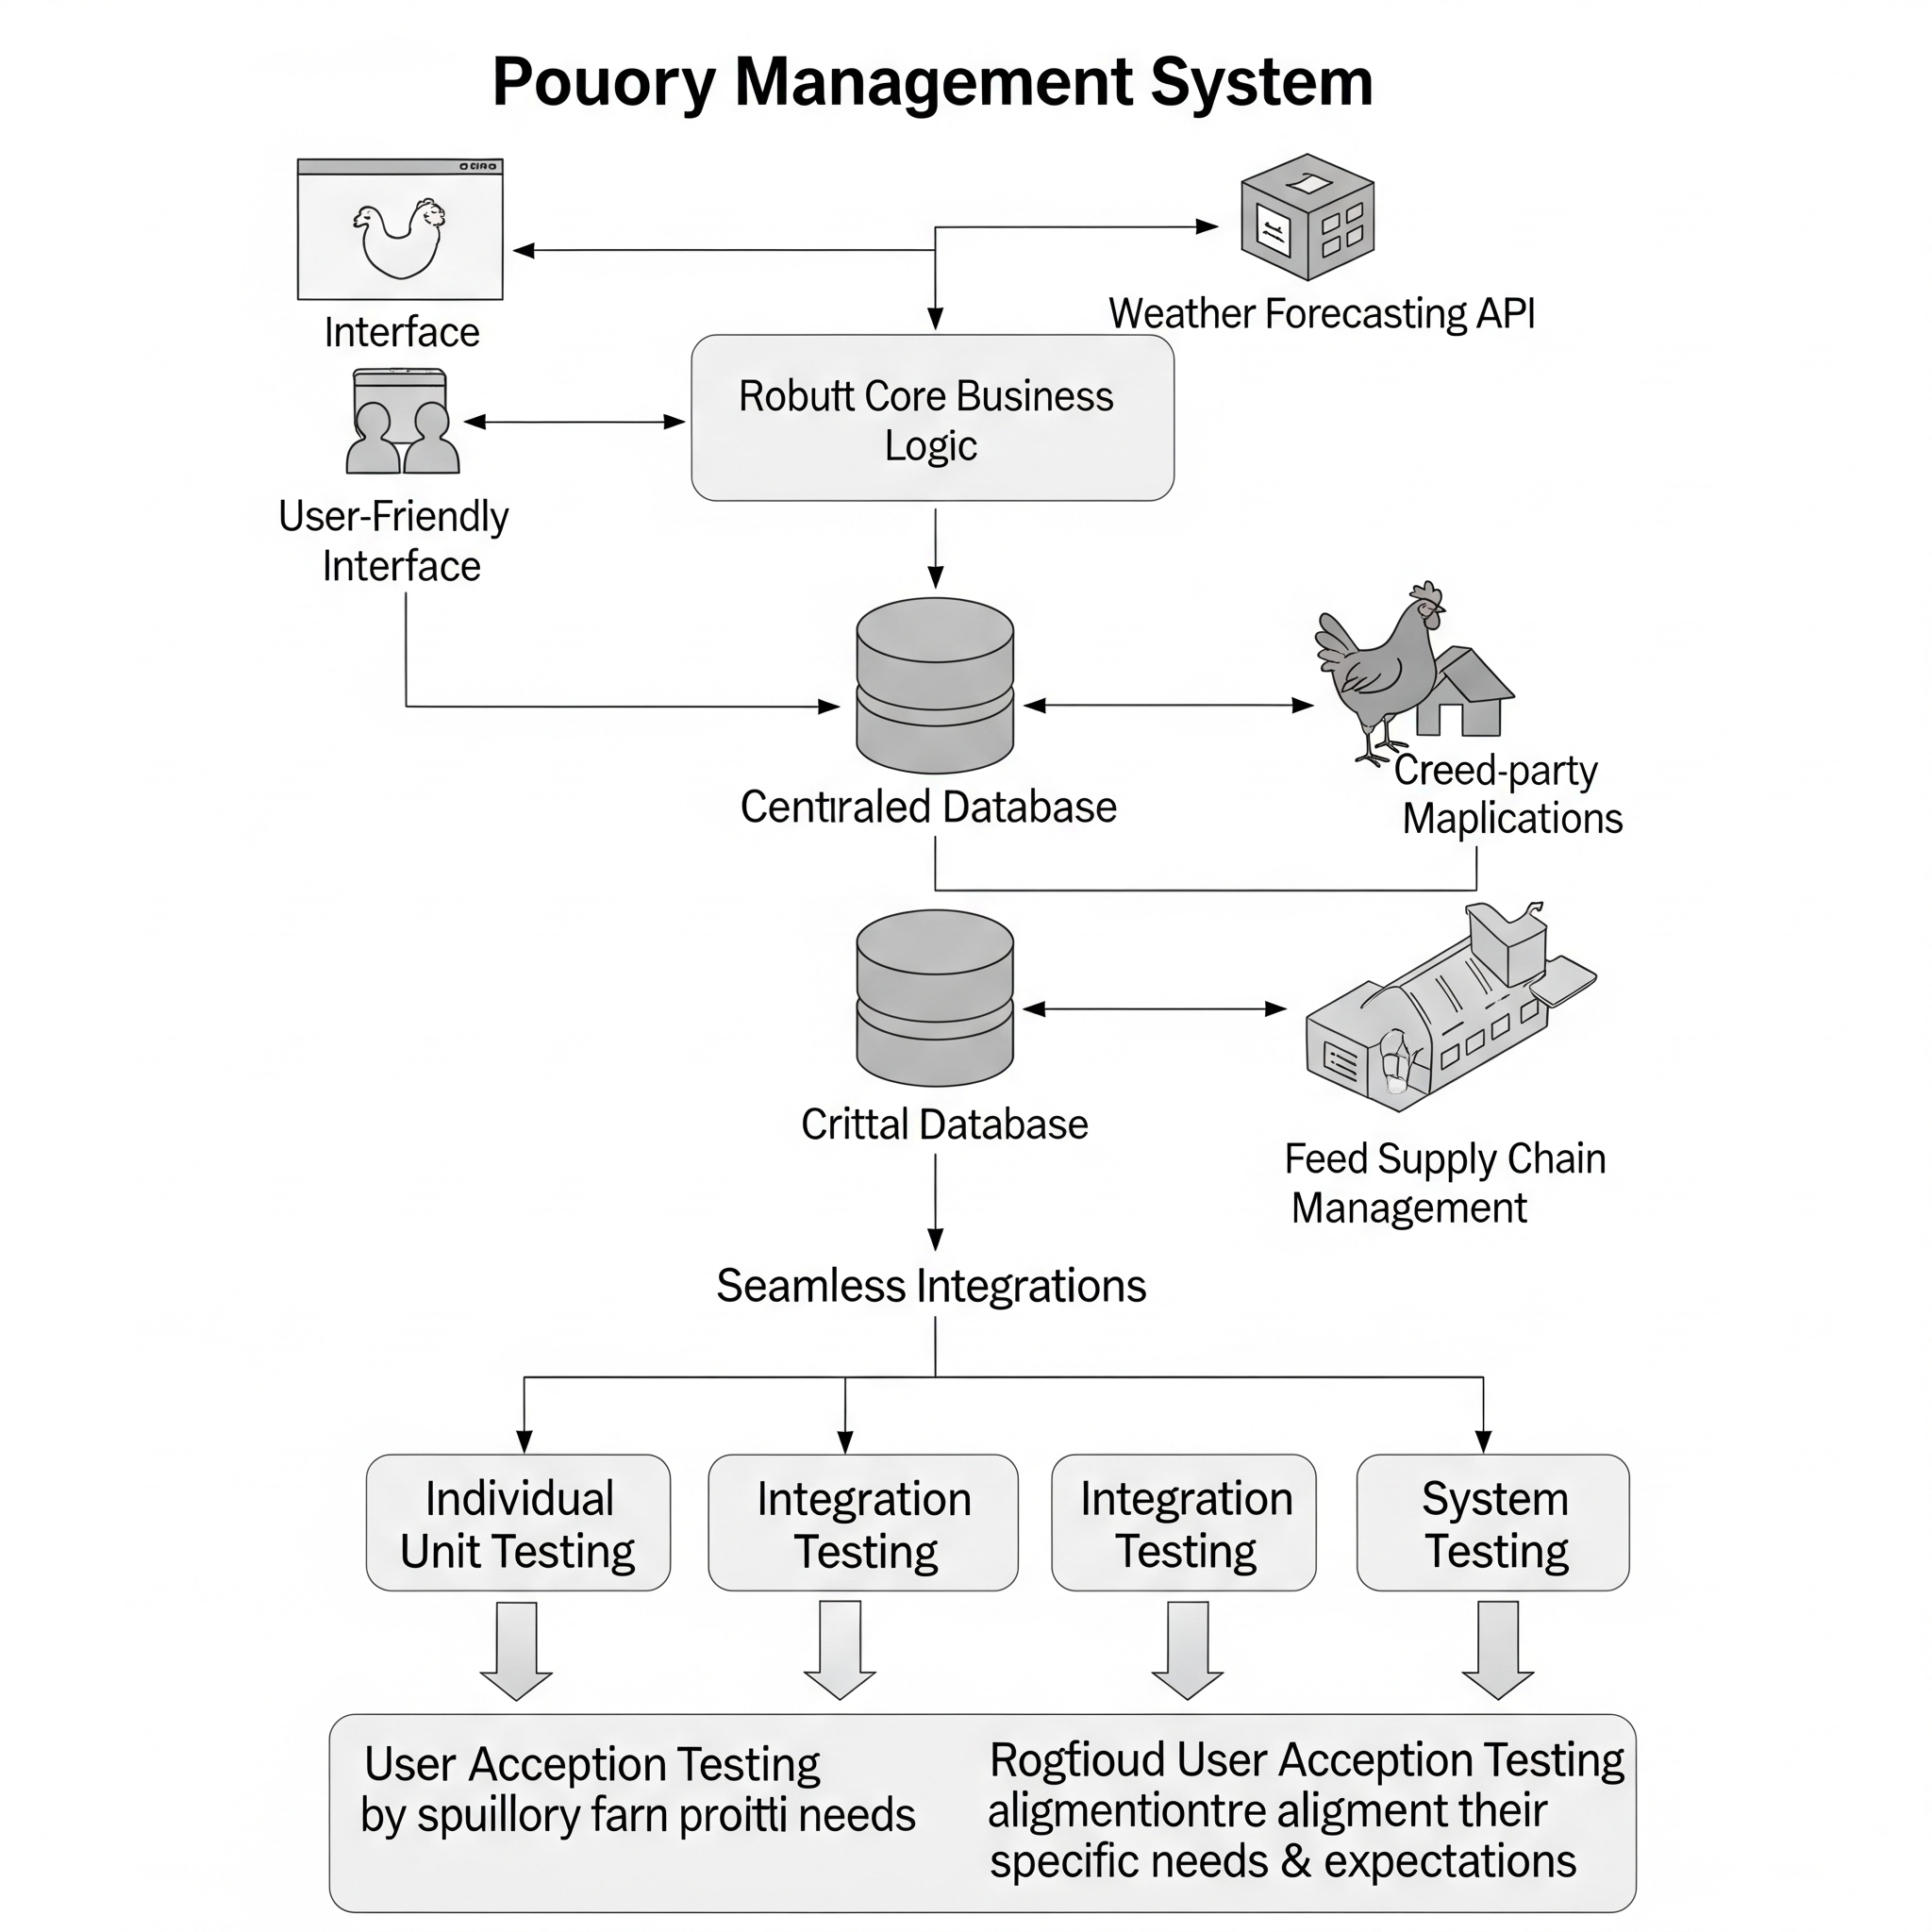 Pouory Management System
Interface
Weather Forecasting API
Robutt Core Business
Logic
User-Friendly
Interface
Centiraled Database
Creed-party
Maplications
Crittal Database
Feed Supply Chain
Management
Seamless Integrations
Individual
Unit Testing
Integration
Testing
Integration
Testing
System
Testing
User Acception Testing
by spuillory farn proitti needs
Rogfioud User Acception Testing
aligmentiontre aligment their
specific needs & expectations